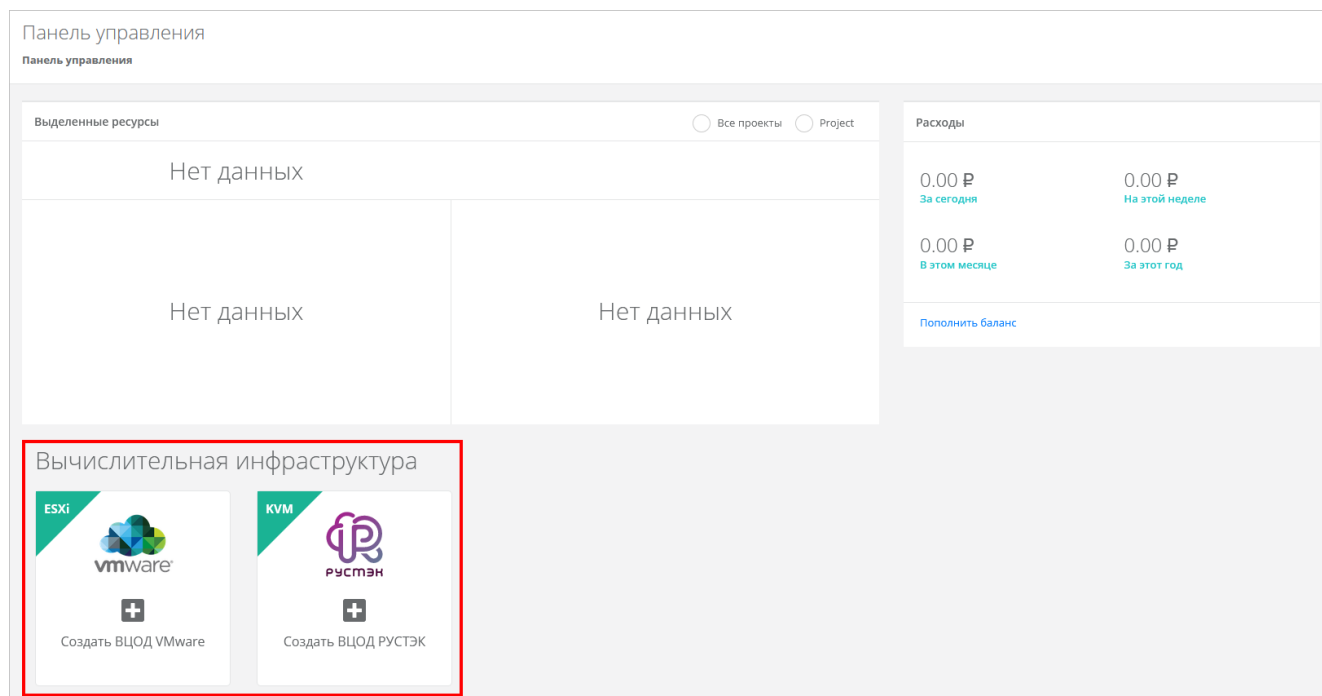 Панель управления
Панель управления
Выделенные ресурсы
Все проекты
Project
Нет данных
Нет данных
Нет данных
Расходы
0.00 ₽
За сегодня
0.00 ₽
На этой неделе
0.00 ₽
В этом месяце
0.00 ₽
За этот год
Пополнить баланс
Вычислительная инфраструктура
ESXi
vmware
Создать ВЦОД VMware
KVM
РУСТЭК
Создать ВЦОД РУСТЭК